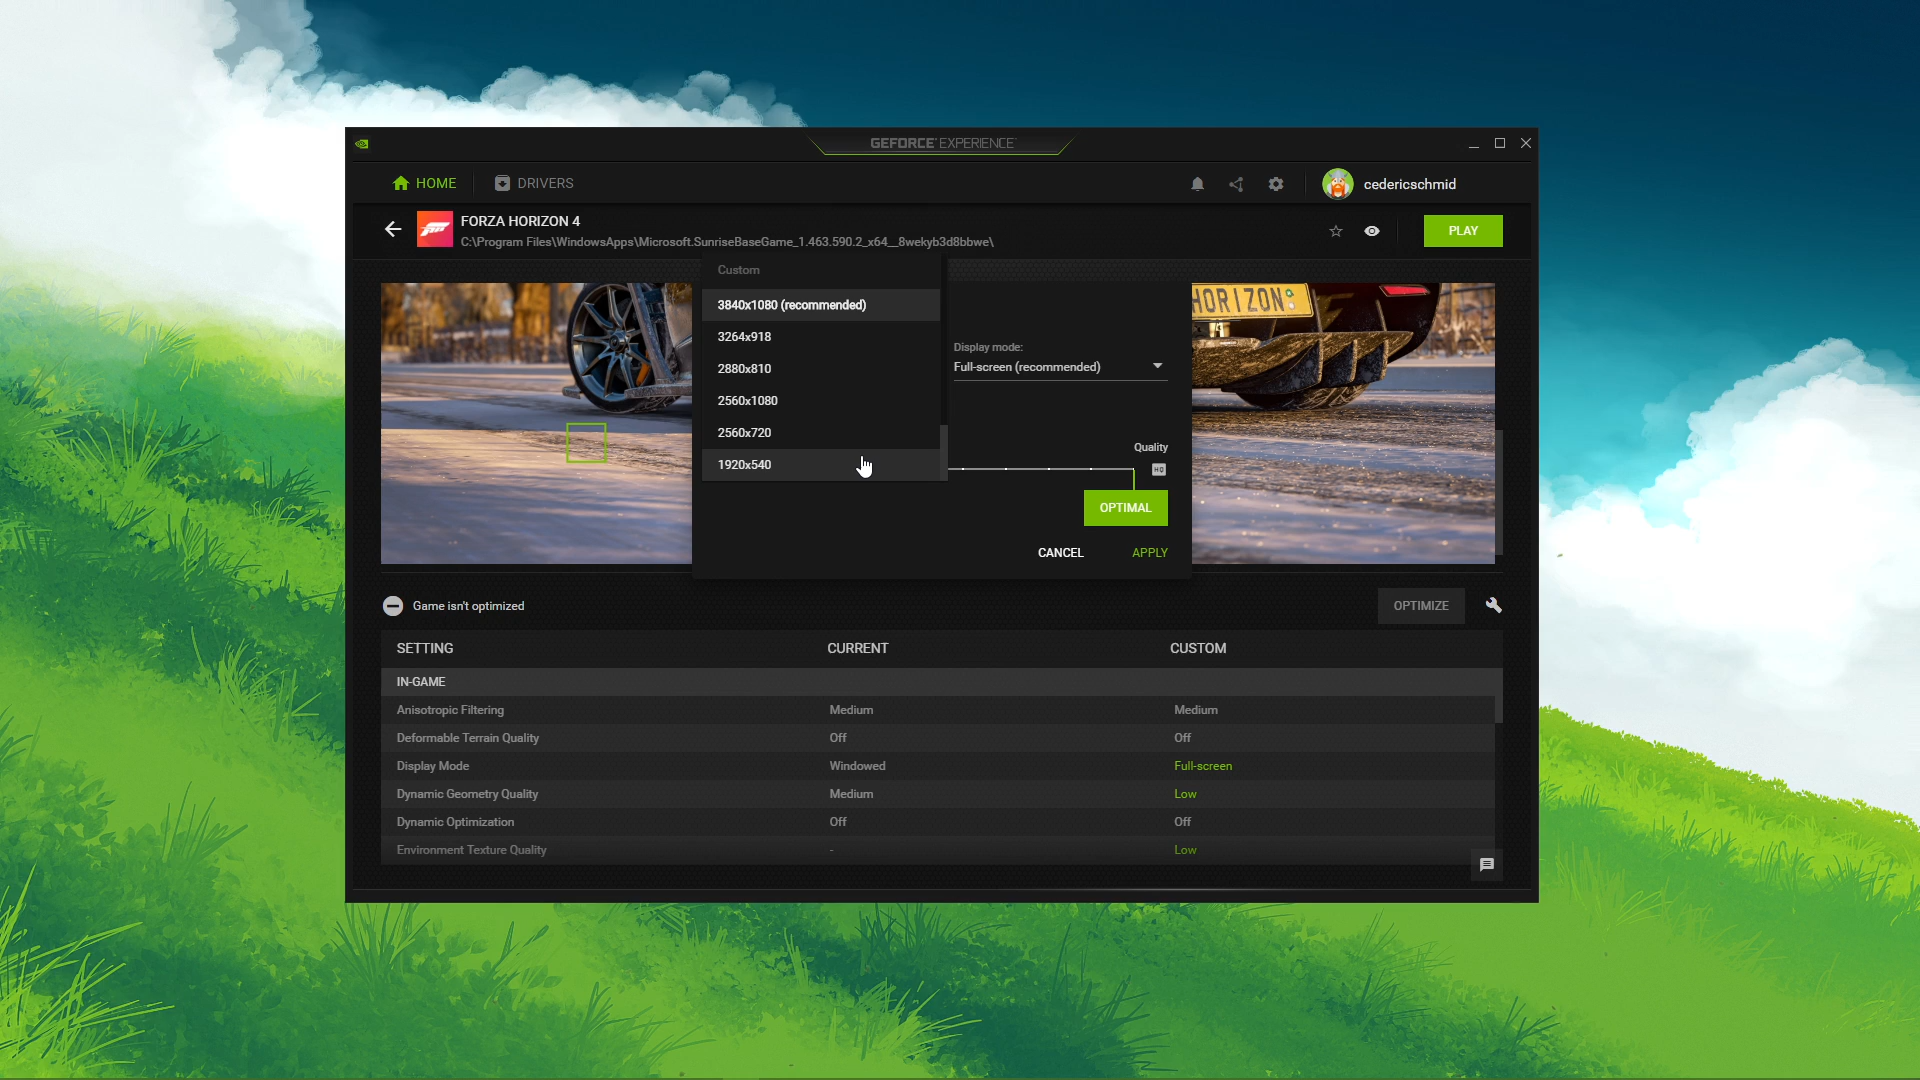 GEFORCE EXPERIENCE
HOME
DRIVERS
cedericschmid
FORZA HORIZON 4
C:\Program Files\WindowsApps\Microsoft.SunriseBaseGame_1.463.590.2_x64__8wekyb3d8bbwe\
PLAY
Custom
3840x1080 (recommended)
3264x918
2880x810
2560x1080
2560x720
1920x540
HORIZON
Display mode:
Full-screen (recommended)
Quality
HQ
OPTIMAL
CANCEL
APPLY
Game isn't optimized
OPTIMIZE
SETTING CURRENT CUSTOM
IN-GAME
Anisotropic Filtering Medium Medium
Deformable Terrain Quality Off Off
Display Mode Windowed Full-screen
Dynamic Geometry Quality Medium Low
Dynamic Optimization Off Off
Environment Texture Quality - Low